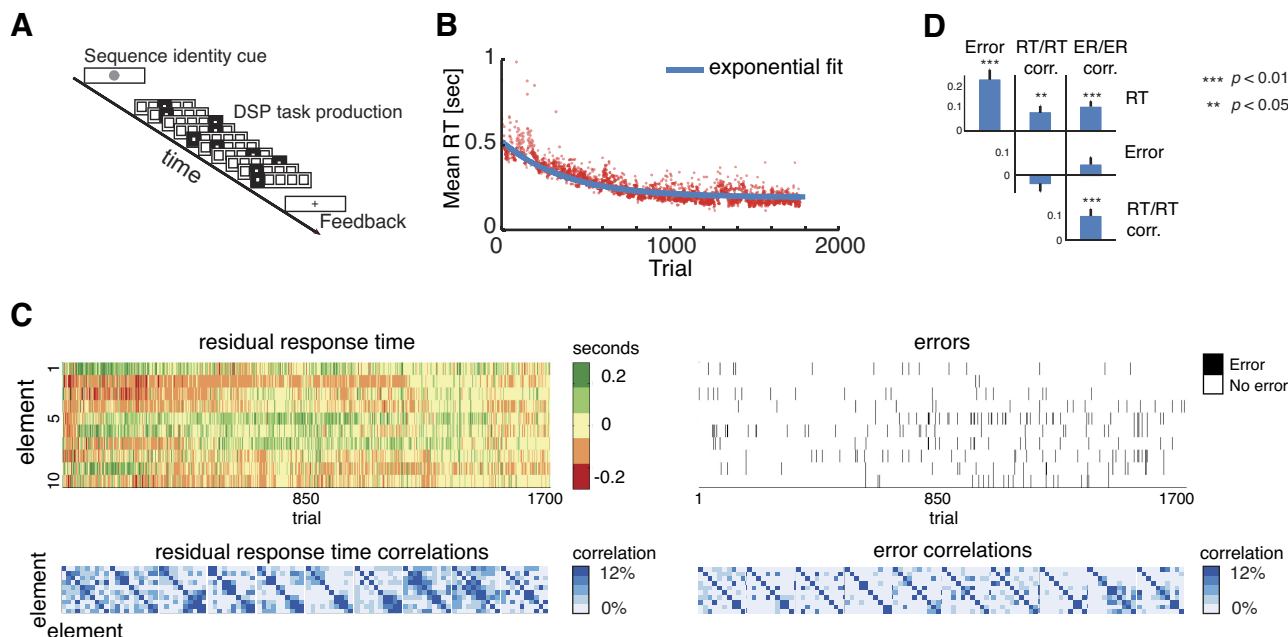 A
Sequence identity cue
DSP task production
time
+
Feedback
B
1
0.5
0
Mean RT [sec]
exponential fit
0
1000
2000
Trial
D
Error
RT/RT corr.
ER/ER corr.
***
**
***
0.2
0.1
0
RT
0.1
0
Error
***
0.1
0
RT/RT corr.
*** p < 0.01
** p < 0.05
C
residual response time
element
1
5
10
850
1700
trial
seconds
0.2
0
-0.2
errors
1
850
1700
trial
Error
No error
residual response time correlations
element
element
correlation
12%
0%
error correlations
correlation
12%
0%